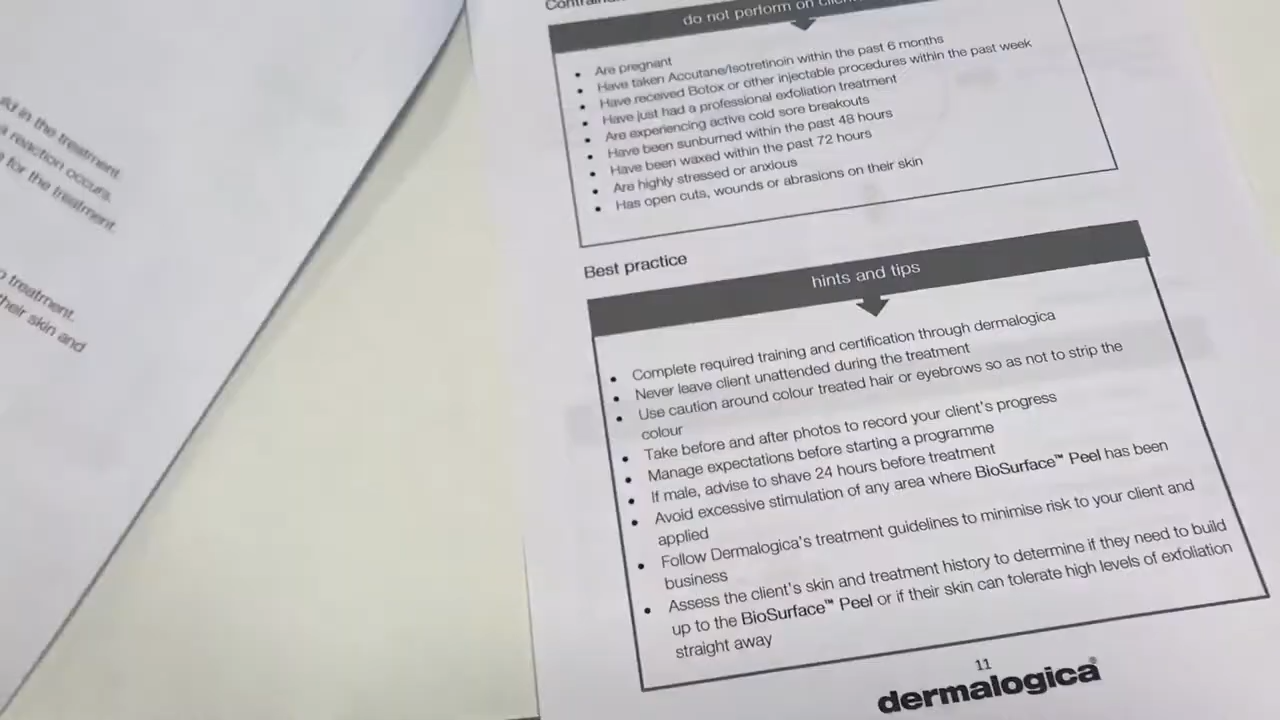 ld in the treatment.
a reaction occurs.
for the treatment.
treatment.
their skin and
do not perform on
Are pregnant
Have taken Accutane/Isotretinoin within the past 6 months
Have received Botox or other injectable procedures within the past week
Have just had a professional exfoliation treatment
Are experiencing active cold sore breakouts
Have been sunburned within the past 48 hours
Have been waxed within the past 72 hours
Are highly stressed or anxious
Has open cuts, wounds or abrasions on their skin
Best practice
hints and tips
Complete required training and certification through dermalogica
Never leave client unattended during the treatment
Use caution around colour treated hair or eyebrows so as not to strip the
colour
Take before and after photos to record your client's progress
Manage expectations before starting a programme
If male, advise to shave 24 hours before treatment
Avoid excessive stimulation of any area where BioSurface™ Peel has been
applied
Follow Dermalogica's treatment guidelines to minimise risk to your client and
business
Assess the client's skin and treatment history to determine if they need to build
up to the BioSurface™ Peel or if their skin can tolerate high levels of exfoliation
straight away
11
dermalogica®